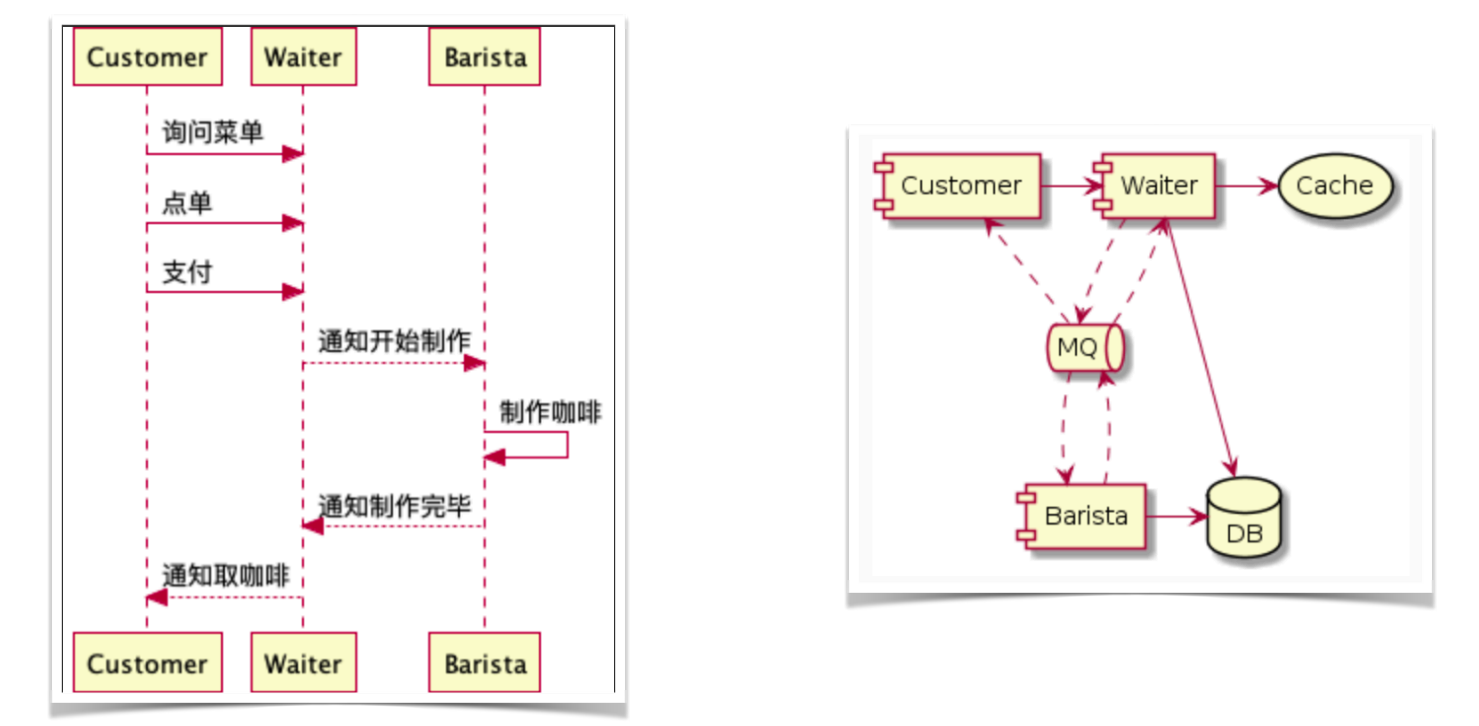 Customer Waiter Barista
询问菜单
点单
支付
通知开始制作
制作咖啡
通知制作完毕
通知取咖啡
Customer Waiter Barista
Customer Waiter Cache
MQ
Barista
DB